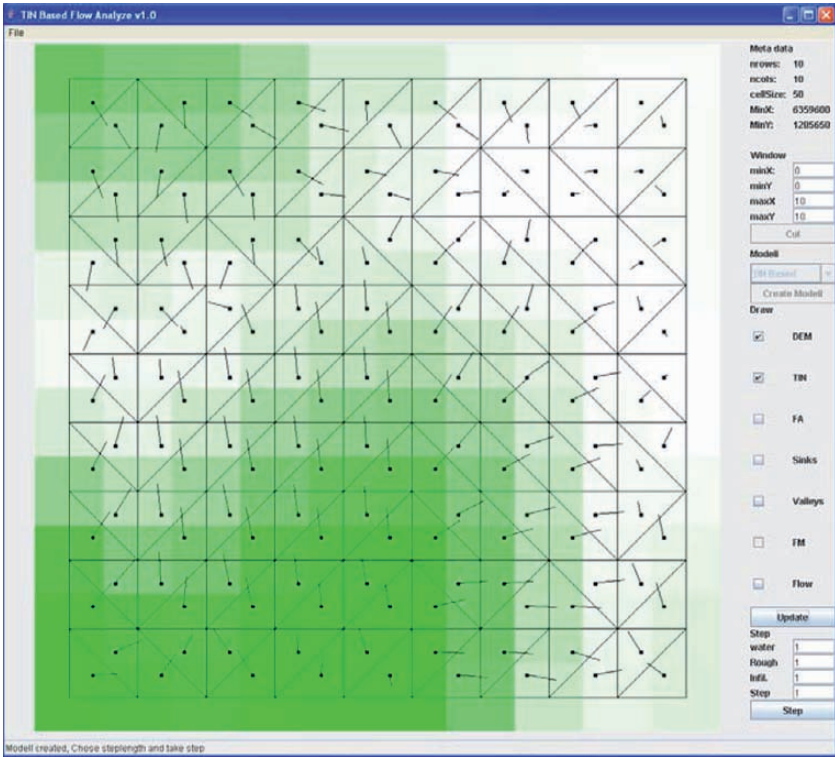 TIN Based Flow Analyze v1.0
File
Meta data
nrows: 10
ncols: 10
cellSize: 50
MinX: 6359600
MinY: 1205650
Window
minX: 0
minY 0
maxX 10
maxY 10
Cut
Modell
TIN Based
Create Modell
Draw
DEM
TIN
FA
Sinks
Valleys
FM
Flow
Update
Step
water 1
Rough 1
Infil. 1
Step 1
Step
Modell created, Chose steplength and take step